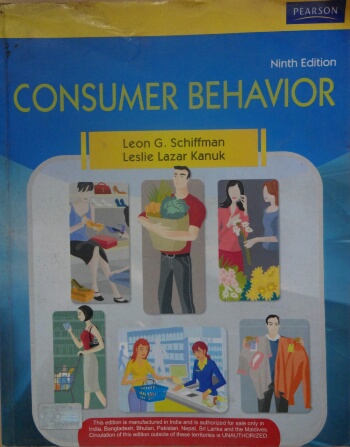 PEARSON
Ninth Edition
CONSUMER BEHAVIOR
Leon G. Schiffman
Leslie Lazar Kanuk
This edition is manufactured in India and is authorized for sale only in
India, Bangladesh, Bhutan, Pakistan, Nepal, Sri Lanka and the Maldives.
Circulation of this edition outside of these territories is UNAUTHORIZED.